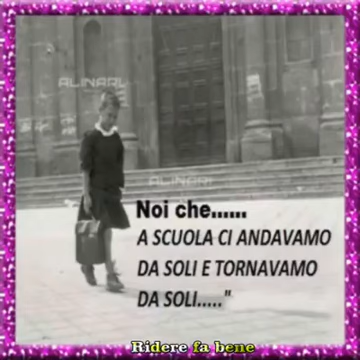 ALINARI
ALINARI
Noi che......
A SCUOLA CI ANDAVAMO
DA SOLI E TORNAVAMO
DA SOLI....."
Ridere fa bene